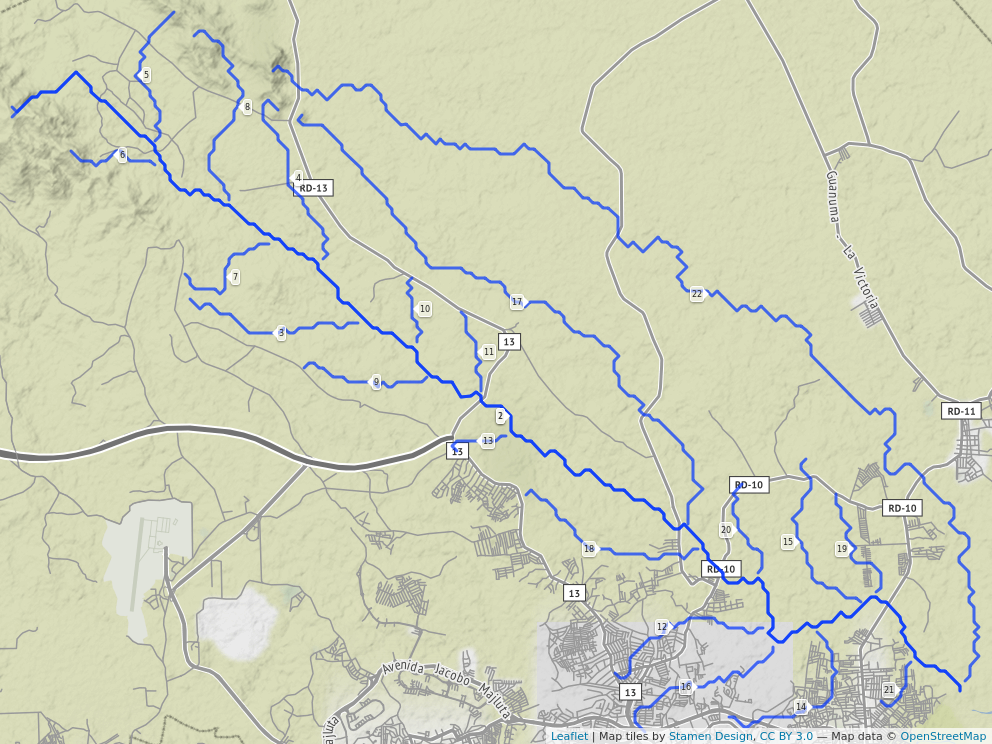 5
8
6
4
RD-13
Guanuma - La Victoria
7
22
17
10
3
13
11
9
RD-11
2
13
13
RD-10
RD-10
20
15
19
18
RD-10
13
12
Avenida Jacobo Majluta
16
13
21
14
ajluta
Leaflet | Map tiles by Stamen Design, CC BY 3.0 — Map data © OpenStreetMap